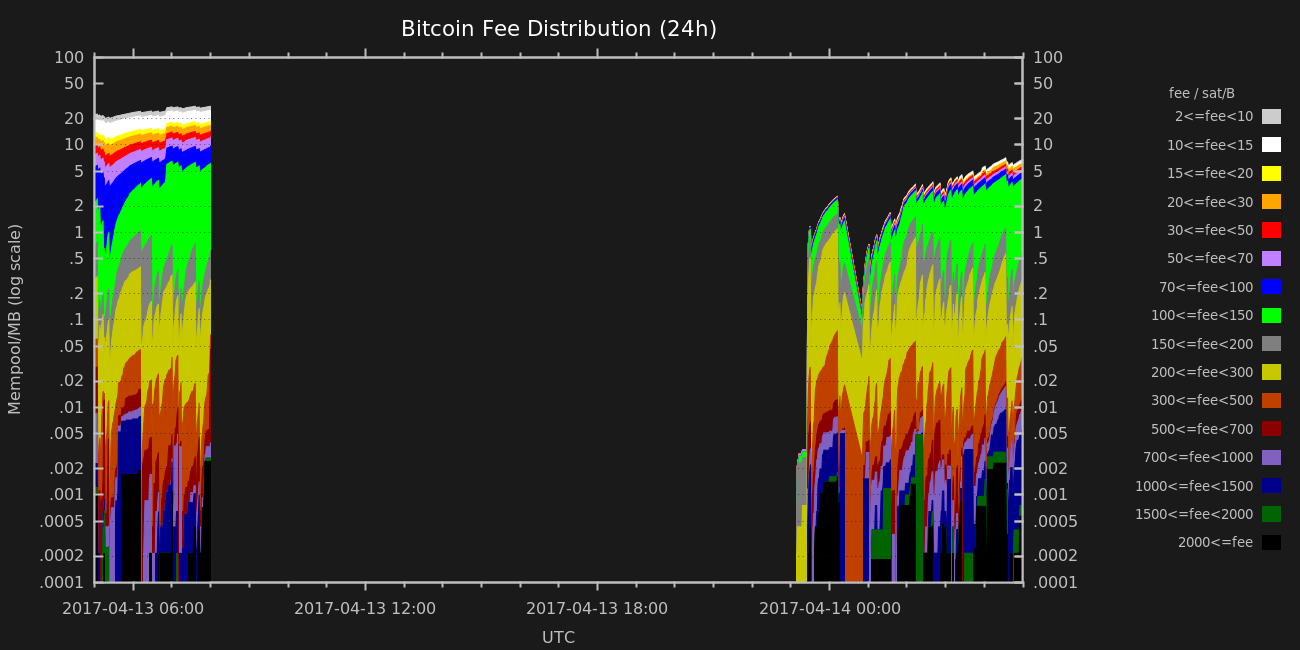 Bitcoin Fee Distribution (24h)
100
50
20
10
5
2
1
.5
.2
.1
.05
.02
.01
.005
.002
.001
.0005
.0002
.0001
Mempool/MB (log scale)
100
50
20
10
5
2
1
.5
.2
.1
.05
.02
.01
.005
.002
.001
.0005
.0002
.0001
2017-04-13 06:00
2017-04-13 12:00
2017-04-13 18:00
2017-04-14 00:00
UTC
fee / sat/B
2<=fee<10
10<=fee<15
15<=fee<20
20<=fee<30
30<=fee<50
50<=fee<70
70<=fee<100
100<=fee<150
150<=fee<200
200<=fee<300
300<=fee<500
500<=fee<700
700<=fee<1000
1000<=fee<1500
1500<=fee<2000
2000<=fee